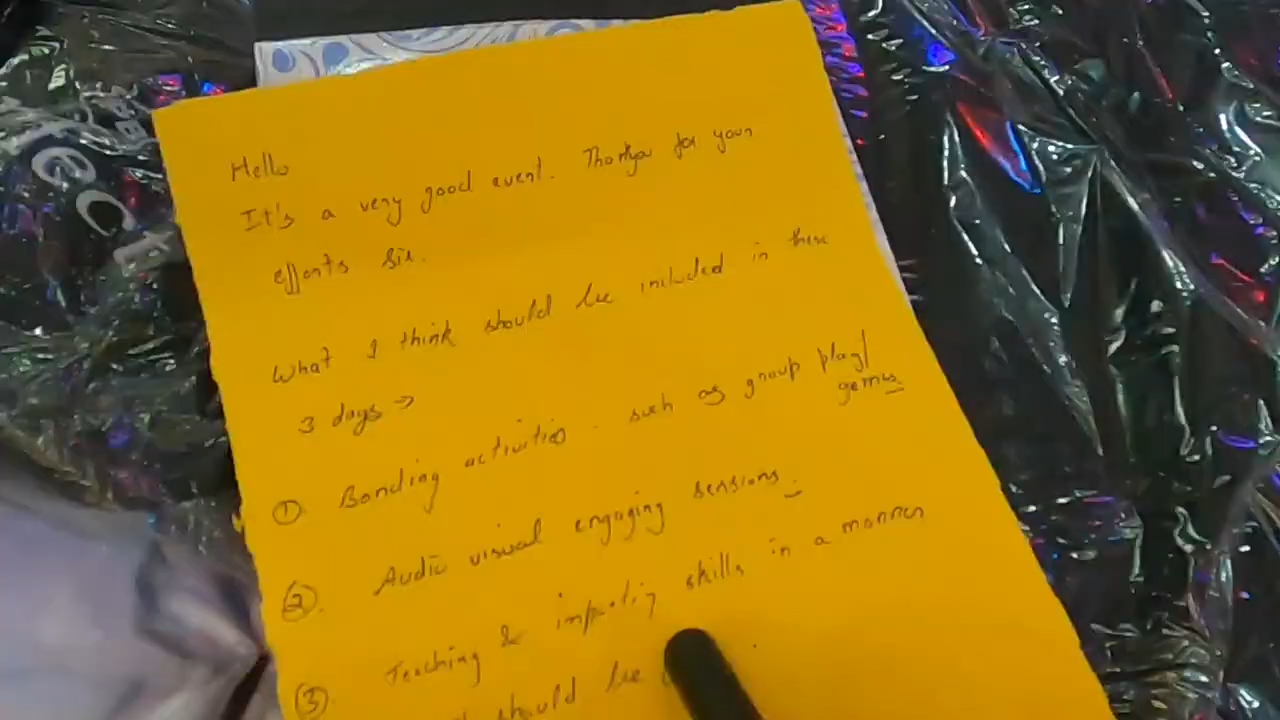 Hello
It's a very good event. Thankyou for your
efforts sir.
What I think should be included in these
3 days →
① Bonding activities. such as group play/
games.
②. Audio visual engaging sessions.
③. Teaching & imparting skills in a manner
should be